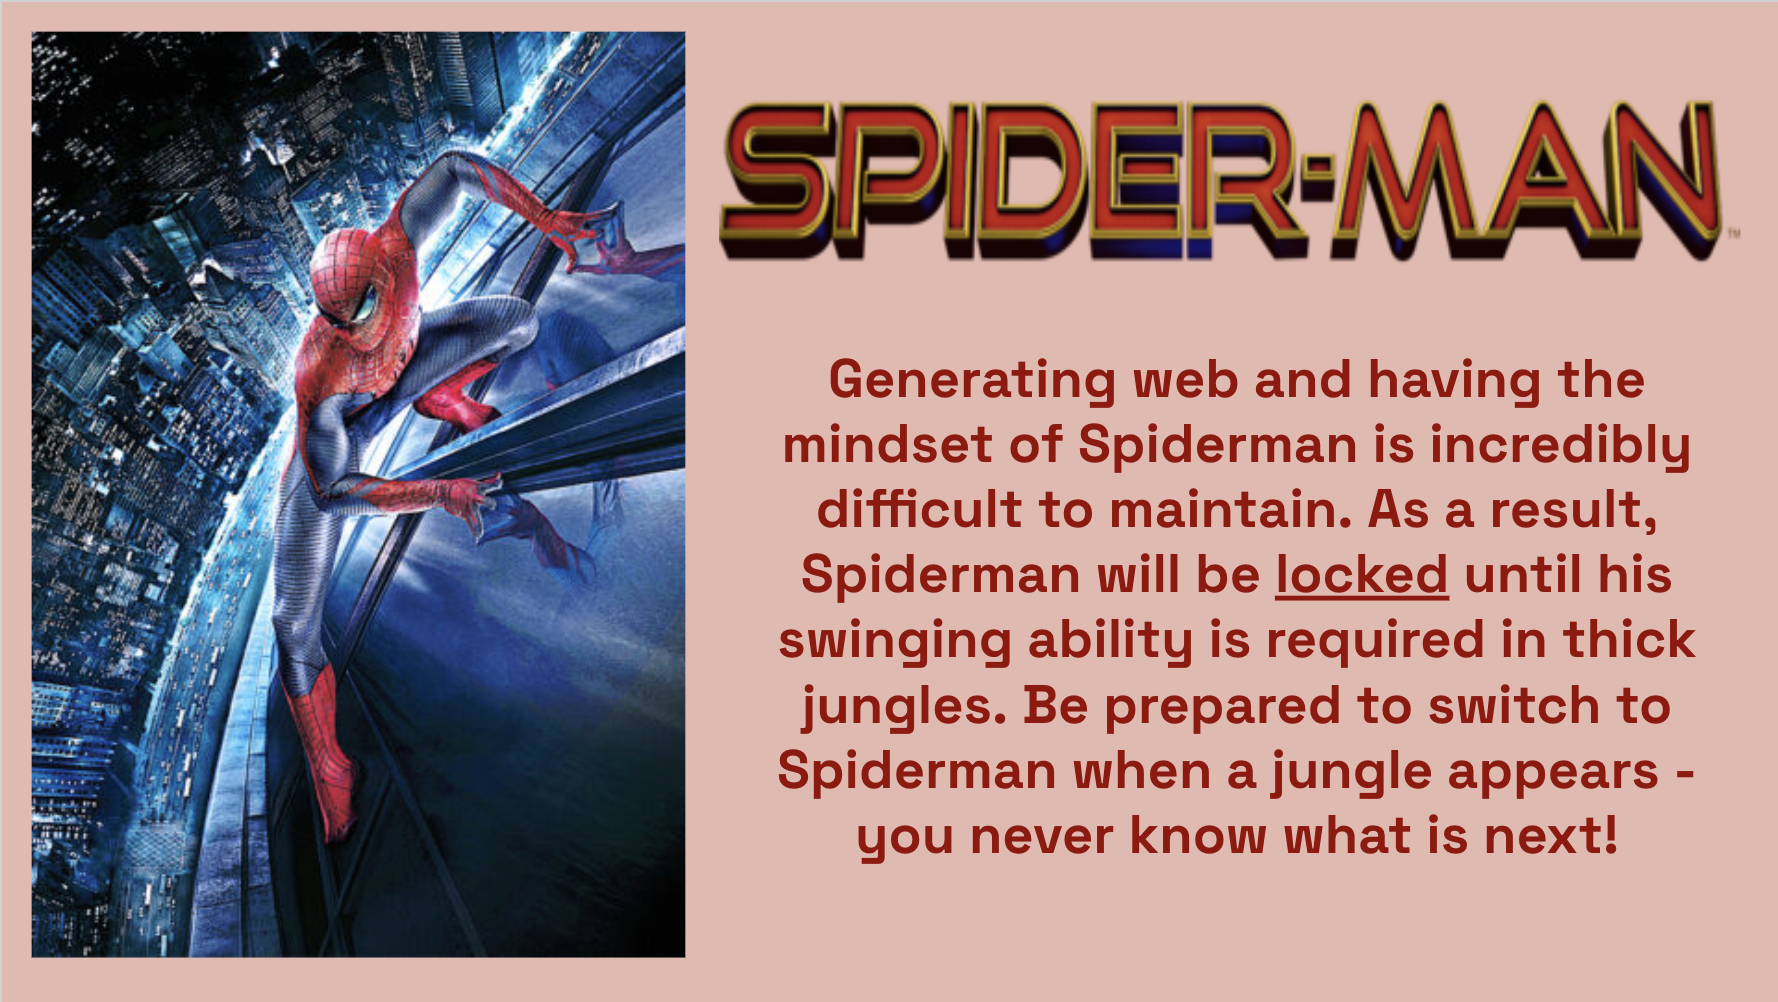 SPIDER-MAN™
Generating web and having the
mindset of Spiderman is incredibly
difficult to maintain. As a result,
Spiderman will be locked until his
swinging ability is required in thick
jungles. Be prepared to switch to
Spiderman when a jungle appears -
you never know what is next!